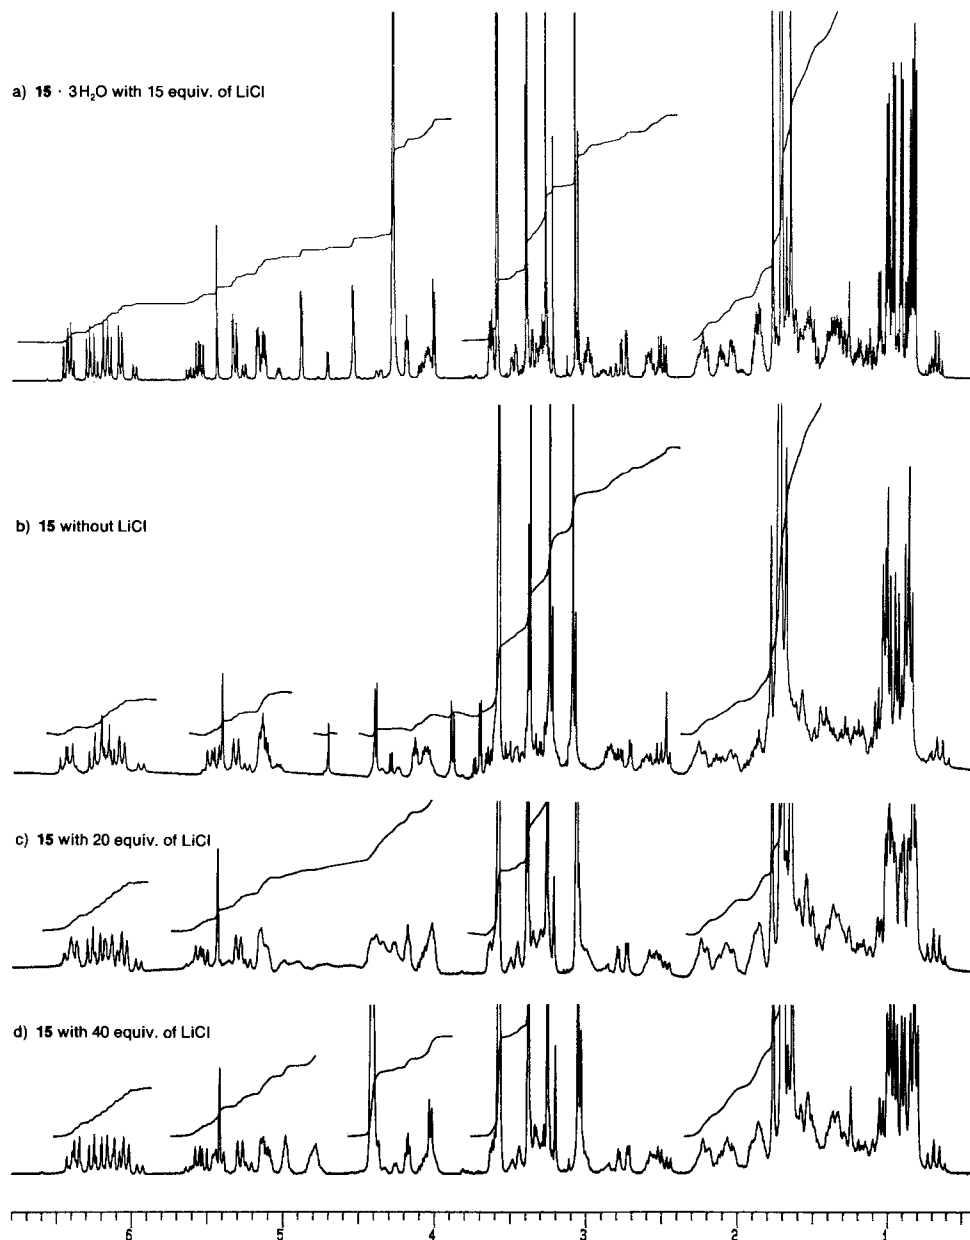 a) 15 · 3H₂O with 15 equiv. of LiCl
b) 15 without LiCl
c) 15 with 20 equiv. of LiCl
d) 15 with 40 equiv. of LiCl
6 5 4 3 2 1